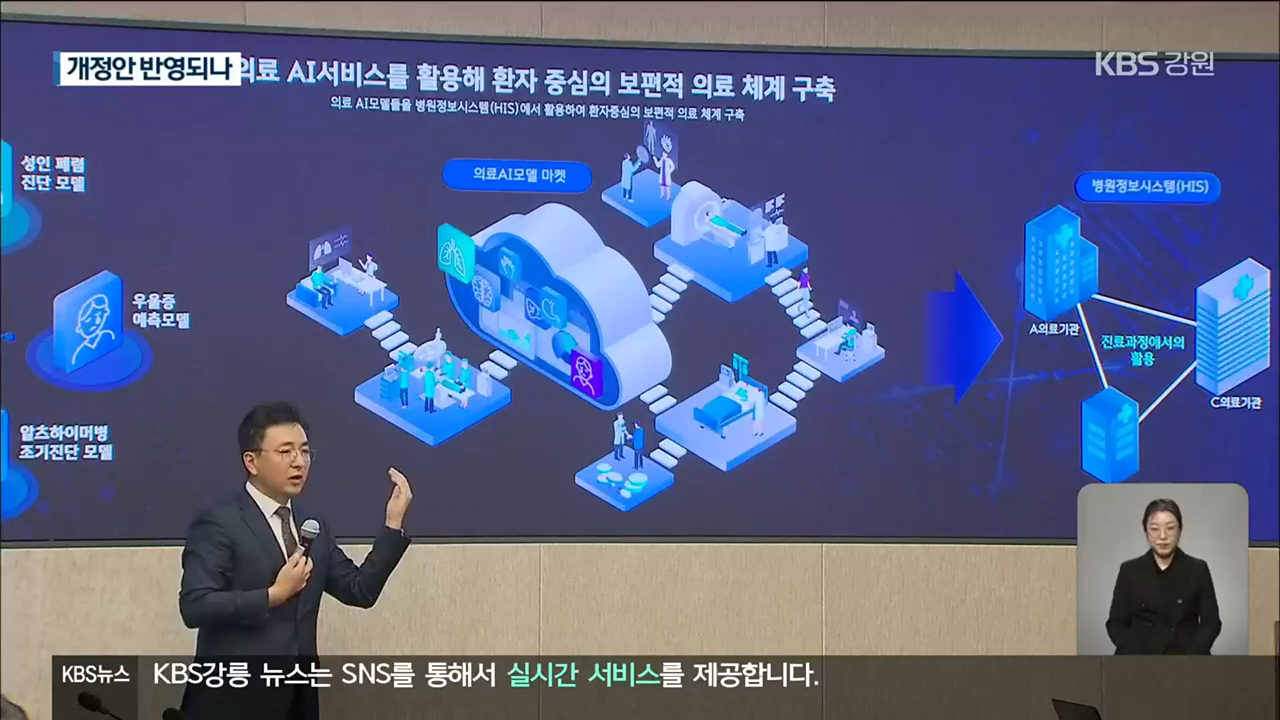 개정안 반영되나
KBS 강원
의료 AI서비스를 활용해 환자 중심의 보편적 의료 체계 구축
의료 AI모델들을 병원정보시스템(HIS)에서 활용하여 환자중심의 보편적 의료 체계 구축
성인 폐렴
진단 모델
의료AI모델 마켓
병원정보시스템(HIS)
우울증
예측모델
A의료기관
진료과정에서의
활용
C의료기관
알츠하이머병
조기진단 모델
KBS뉴스
KBS강릉 뉴스는 SNS를 통해서 실시간 서비스를 제공합니다.